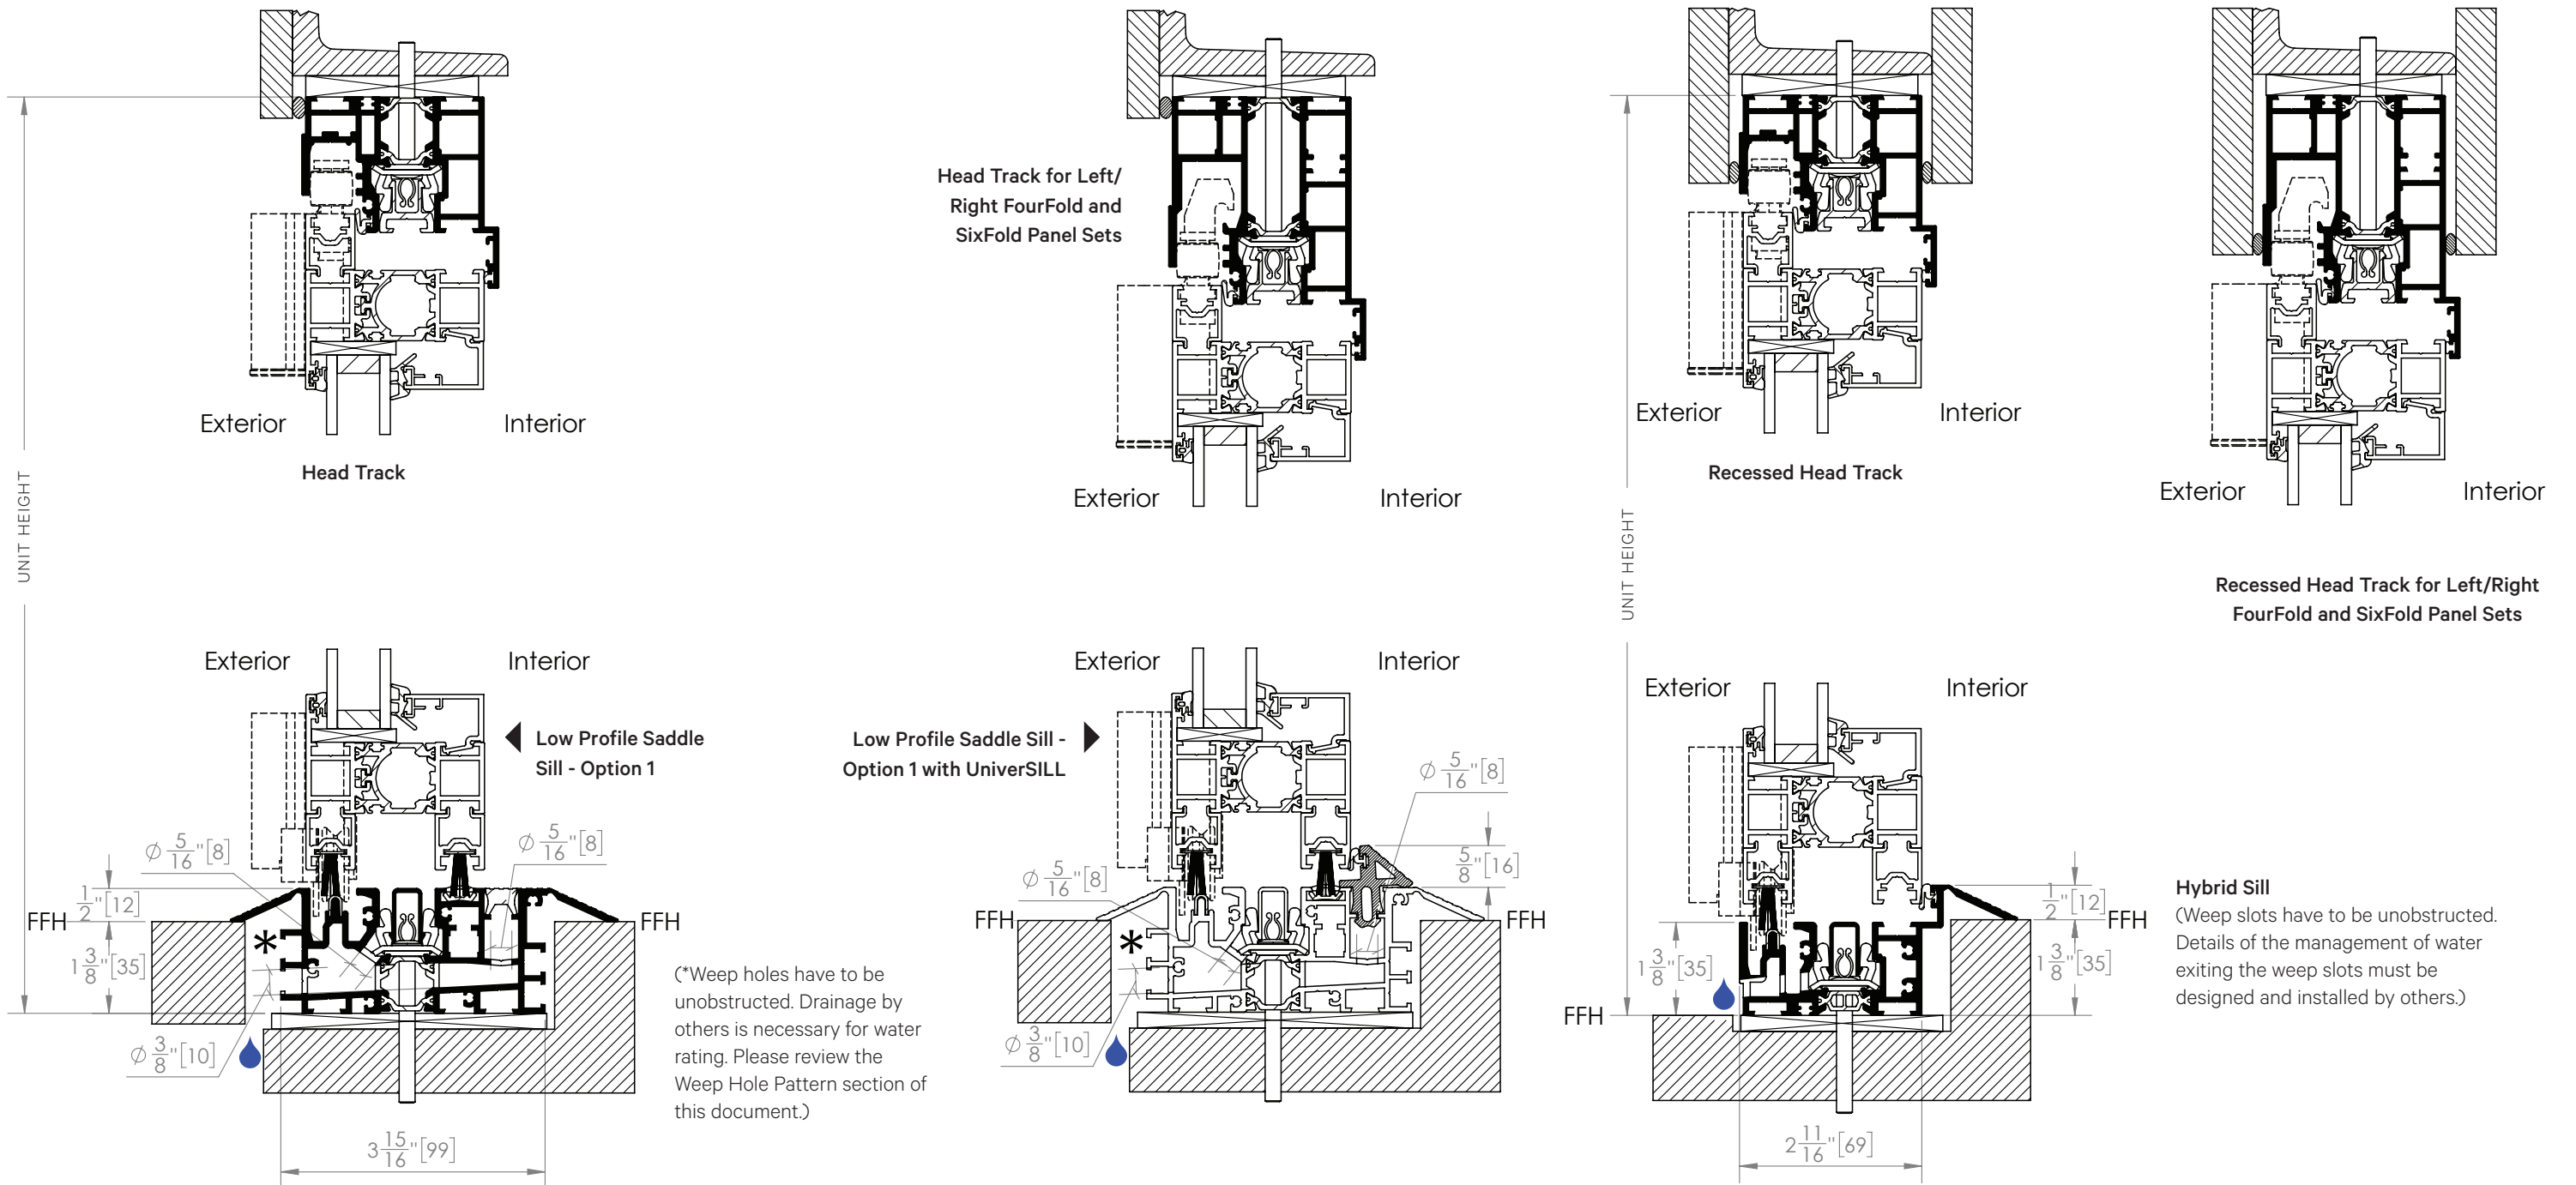 Exterior
Interior
Head Track
UNIT HEIGHT
Head Track for Left/
Right FourFold and
SixFold Panel Sets
Exterior
Interior
Exterior
Interior
Recessed Head Track
UNIT HEIGHT
Exterior
Interior
Recessed Head Track for Left/Right
FourFold and SixFold Panel Sets
Exterior
Interior
Low Profile Saddle
Sill - Option 1
∅ 5/16"[8]
∅ 5/16"[8]
1/2"[12]
FFH
FFH
*
1 3/8"[35]
∅ 3/8"[10]
3 15/16"[99]
(*Weep holes have to be
unobstructed. Drainage by
others is necessary for water
rating. Please review the
Weep Hole Pattern section of
this document.)
Exterior
Interior
Low Profile Saddle Sill -
Option 1 with UniverSILL
∅ 5/16"[8]
∅ 5/16"[8]
5/8"[16]
FFH
FFH
*
∅ 3/8"[10]
Exterior
Interior
1/2"[12]
FFH
1 3/8"[35]
1 3/8"[35]
FFH
2 11/16"[69]
Hybrid Sill
(Weep slots have to be unobstructed.
Details of the management of water
exiting the weep slots must be
designed and installed by others.)